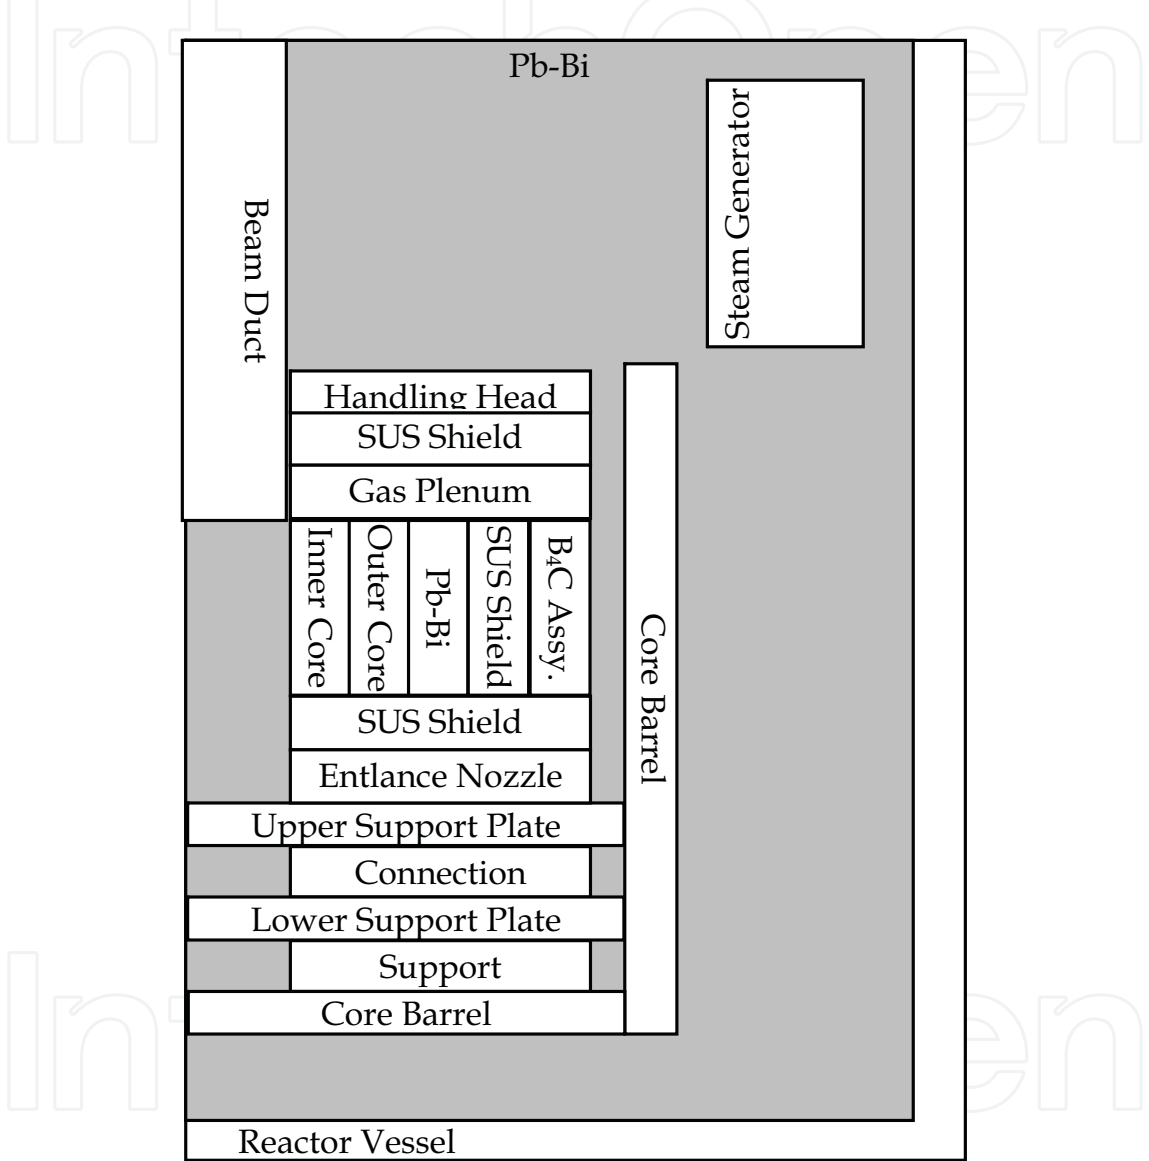 IntechOpen
Pb-Bi
Steam Generator
Beam Duct
Handling Head
SUS Shield
Gas Plenum
Inner Core
Outer Core
Pb-Bi
SUS Shield
B₄C Assy.
Core Barrel
SUS Shield
Entlance Nozzle
Upper Support Plate
Connection
Lower Support Plate
Support
Core Barrel
IntechOpen
Reactor Vessel